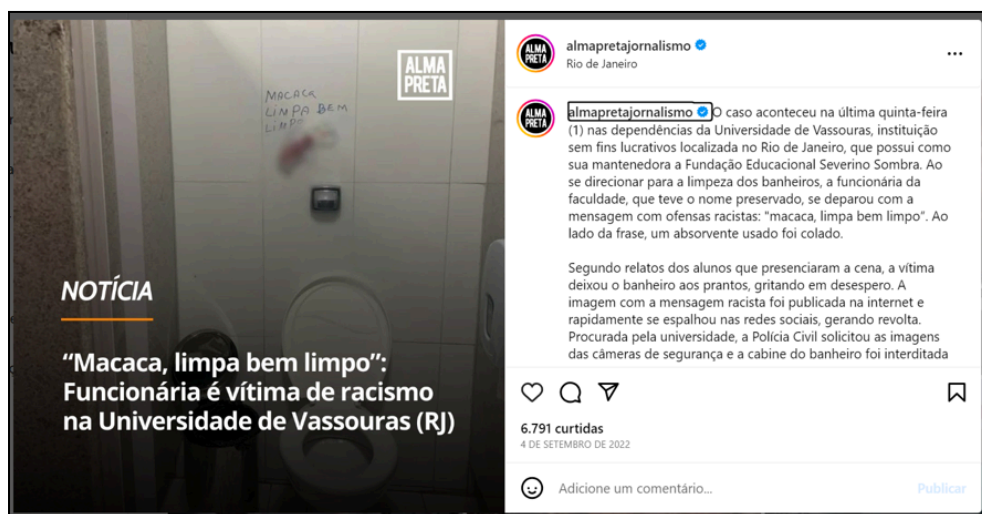 ALMA
PRETA
MACACA
LIMPA BEM
LIMPO
NOTÍCIA
“Macaca, limpa bem limpo”:
Funcionária é vítima de racismo
na Universidade de Vassouras (RJ)
ALMA
PRETA
almapretajornalismo
Rio de Janeiro
ALMA
PRETA
almapretajornalismo O caso aconteceu na última quinta-feira
(1) nas dependências da Universidade de Vassouras, instituição
sem fins lucrativos localizada no Rio de Janeiro, que possui como
sua mantenedora a Fundação Educacional Severino Sombra. Ao
se direcionar para a limpeza dos banheiros, a funcionária da
faculdade, que teve o nome preservado, se deparou com a
mensagem com ofensas racistas: "macaca, limpa bem limpo". Ao
lado da frase, um absorvente usado foi colado.
Segundo relatos dos alunos que presenciaram a cena, a vítima
deixou o banheiro aos prantos, gritando em desespero. A
imagem com a mensagem racista foi publicada na internet e
rapidamente se espalhou nas redes sociais, gerando revolta.
Procurada pela universidade, a Polícia Civil solicitou as imagens
das câmeras de segurança e a cabine do banheiro foi interditada
6.791 curtidas
4 DE SETEMBRO DE 2022
Adicione um comentário...
Publicar